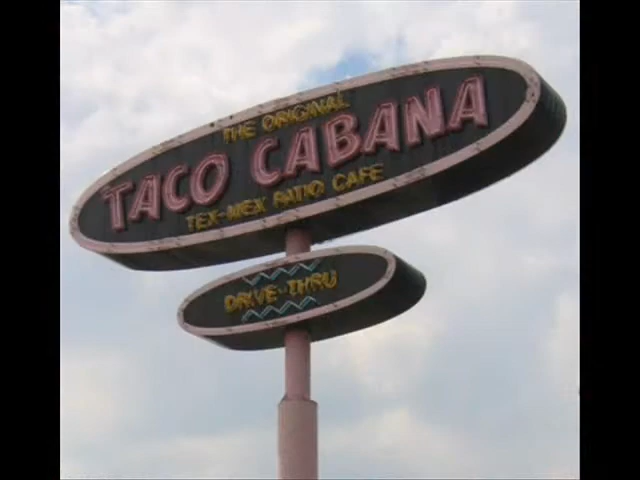 THE ORIGINAL
TACO CABANA
TEX-MEX PATIO CAFE
DRIVE-THRU